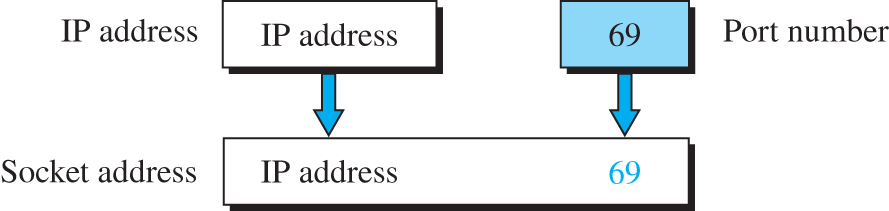 IP address IP address 69 Port number
Socket address IP address 69